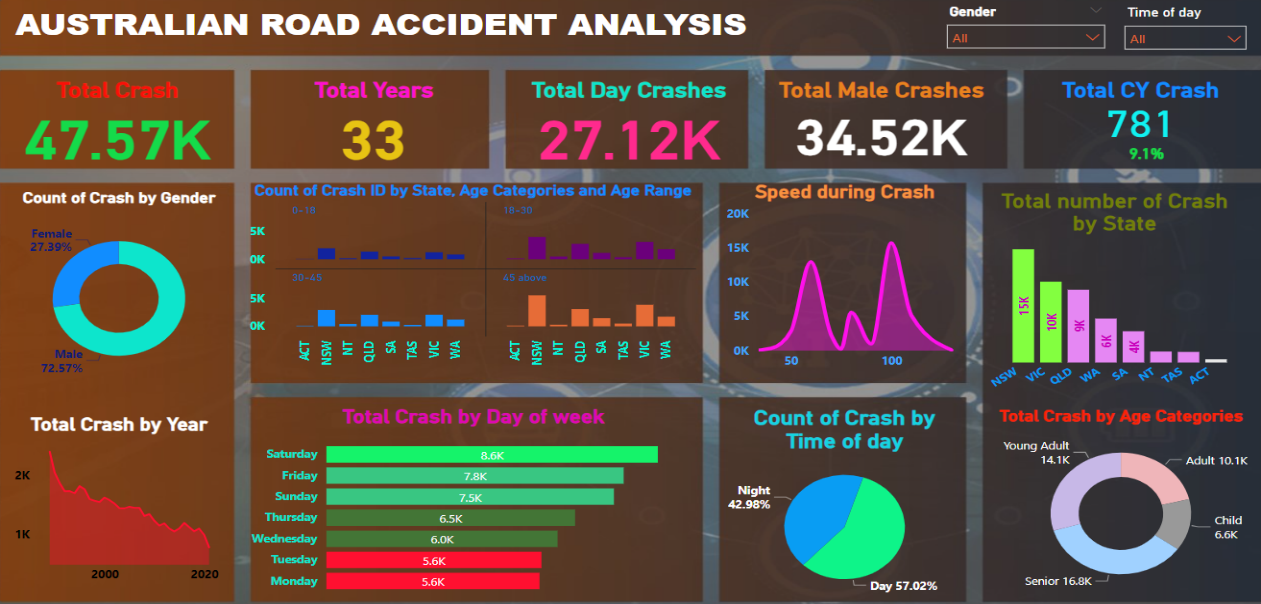 AUSTRALIAN ROAD ACCIDENT ANALYSIS
Gender
All
Time of day
All
Total Crash
47.57K
Total Years
33
Total Day Crashes
27.12K
Total Male Crashes
34.52K
Total CY Crash
781
9.1%
Count of Crash by Gender
Female
27.39%
Male
72.57%
Count of Crash ID by State, Age Categories and Age Range
0-18
18-30
5K
0K
30-45
45 above
5K
0K
ACT
NSW
NT
QLD
SA
TAS
VIC
WA
ACT
NSW
NT
QLD
SA
TAS
VIC
WA
Speed during Crash
20K
15K
10K
5K
0K
50
100
Total number of Crash
by State
15K
10K
9K
6K
4K
NSW
VIC
QLD
WA
SA
NT
TAS
ACT
Total Crash by Year
2K
1K
2000
2020
Total Crash by Day of week
Saturday 8.6K
Friday 7.8K
Sunday 7.5K
Thursday 6.5K
Wednesday 6.0K
Tuesday 5.6K
Monday 5.6K
Count of Crash by
Time of day
Night
42.98%
Day 57.02%
Total Crash by Age Categories
Young Adult
14.1K
Adult 10.1K
Child
6.6K
Senior 16.8K